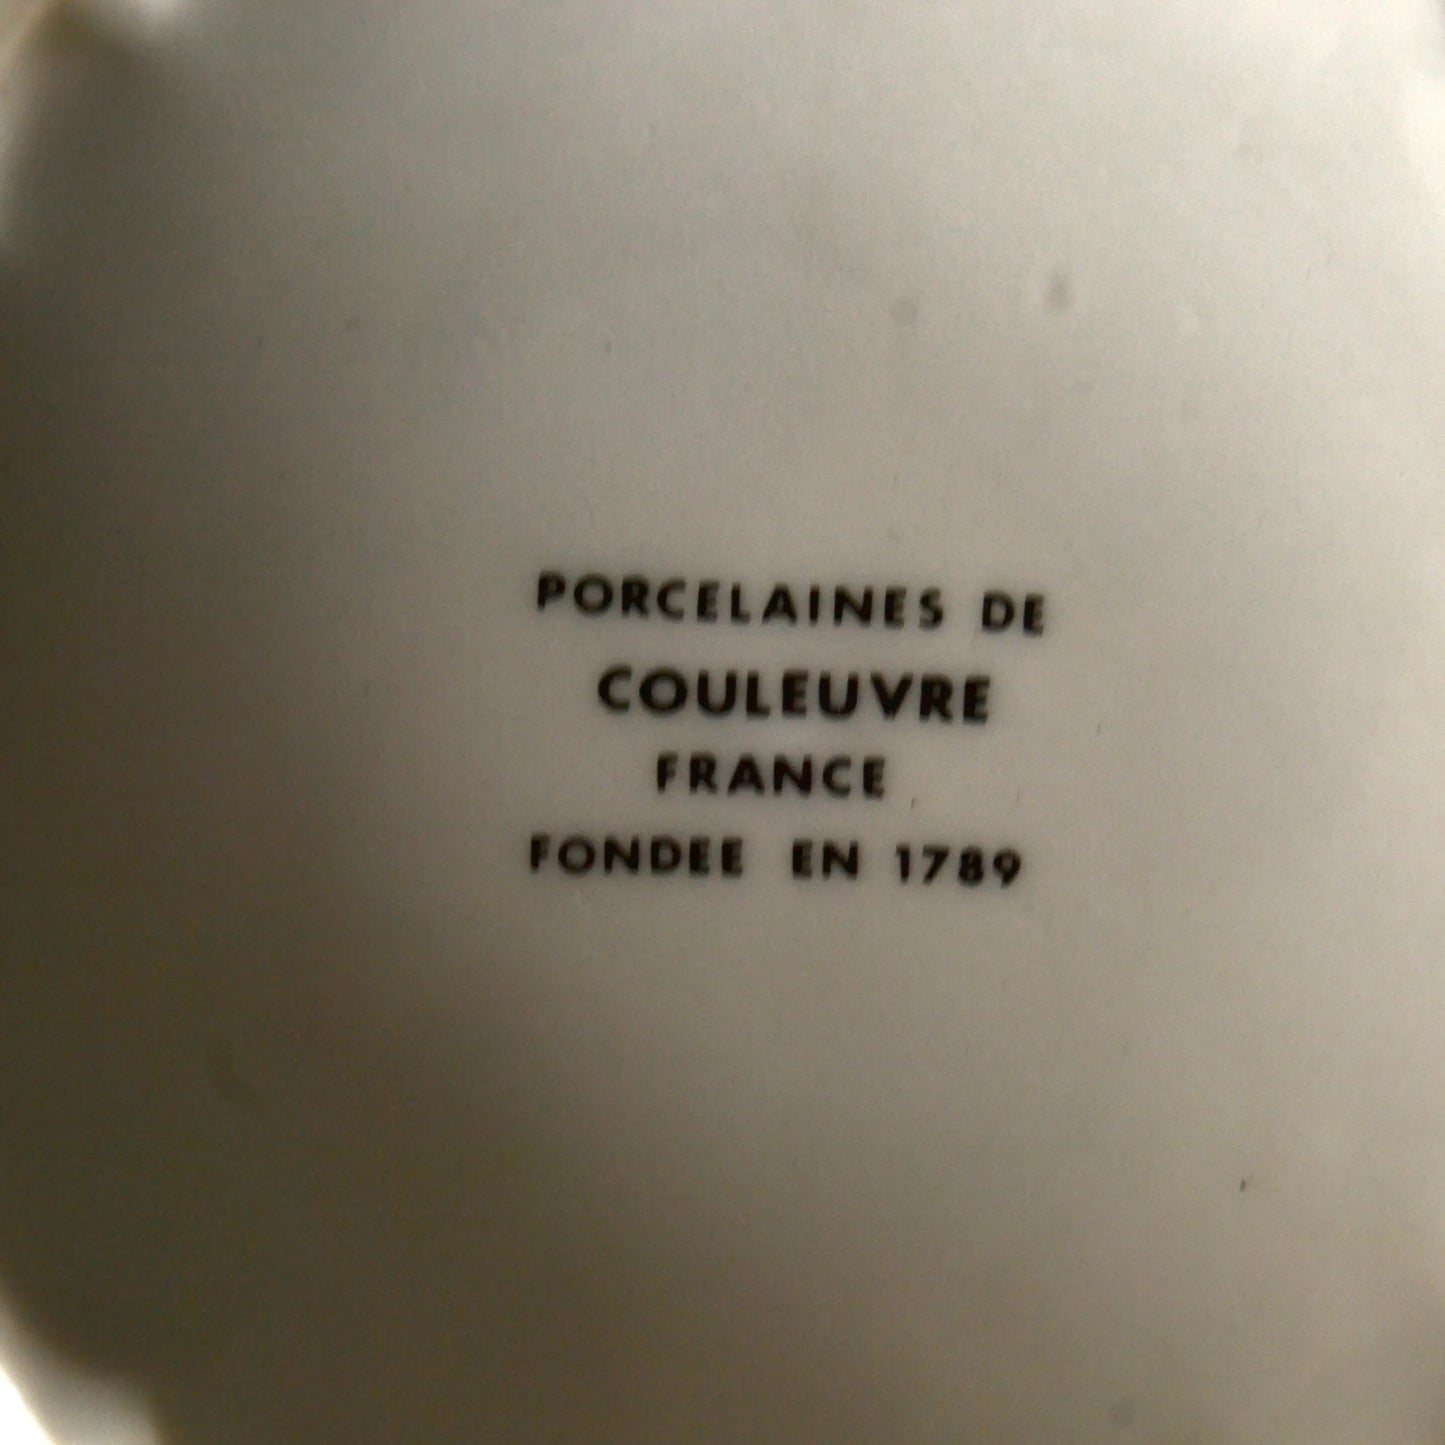 PORCELAINES DE
COULEUVRE
FRANCE
FONDEE EN 1789